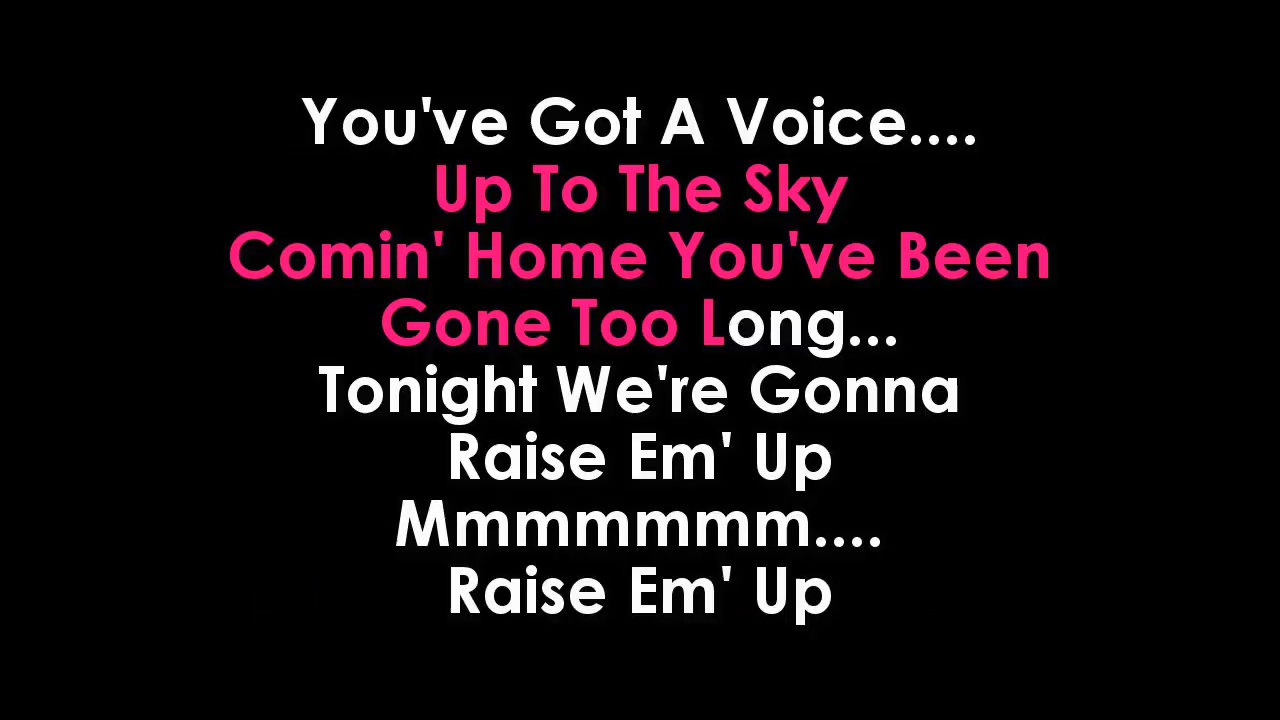 You've Got A Voice....
Up To The Sky
Comin' Home You've Been
Gone Too Long...
Tonight We're Gonna
Raise Em' Up
Mmmmmmm....
Raise Em' Up